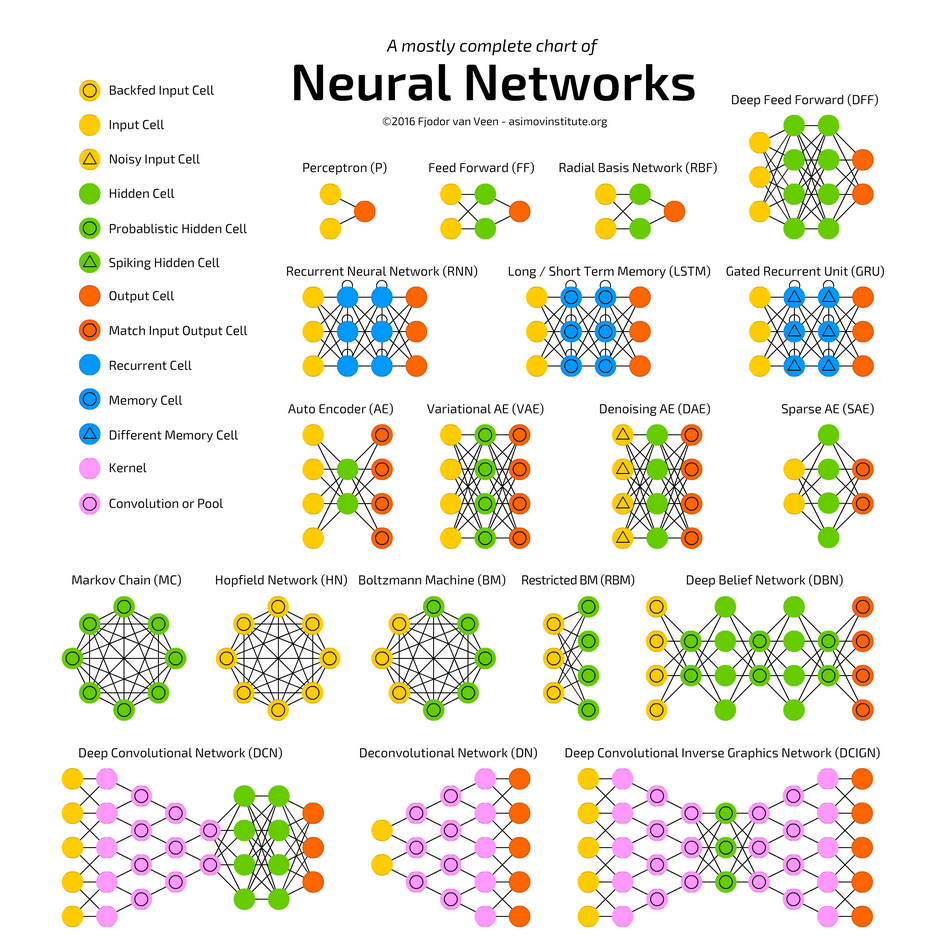 A mostly complete chart of
Neural Networks
©2016 Fjodor van Veen - asimovinstitute.org
Backfed Input Cell
Input Cell
Noisy Input Cell
Hidden Cell
Probablistic Hidden Cell
Spiking Hidden Cell
Output Cell
Match Input Output Cell
Recurrent Cell
Memory Cell
Different Memory Cell
Kernel
Convolution or Pool
Perceptron (P)
Feed Forward (FF)
Radial Basis Network (RBF)
Deep Feed Forward (DFF)
Recurrent Neural Network (RNN)
Long / Short Term Memory (LSTM)
Gated Recurrent Unit (GRU)
Auto Encoder (AE)
Variational AE (VAE)
Denoising AE (DAE)
Sparse AE (SAE)
Markov Chain (MC)
Hopfield Network (HN)
Boltzmann Machine (BM)
Restricted BM (RBM)
Deep Belief Network (DBN)
Deep Convolutional Network (DCN)
Deconvolutional Network (DN)
Deep Convolutional Inverse Graphics Network (DCIGN)